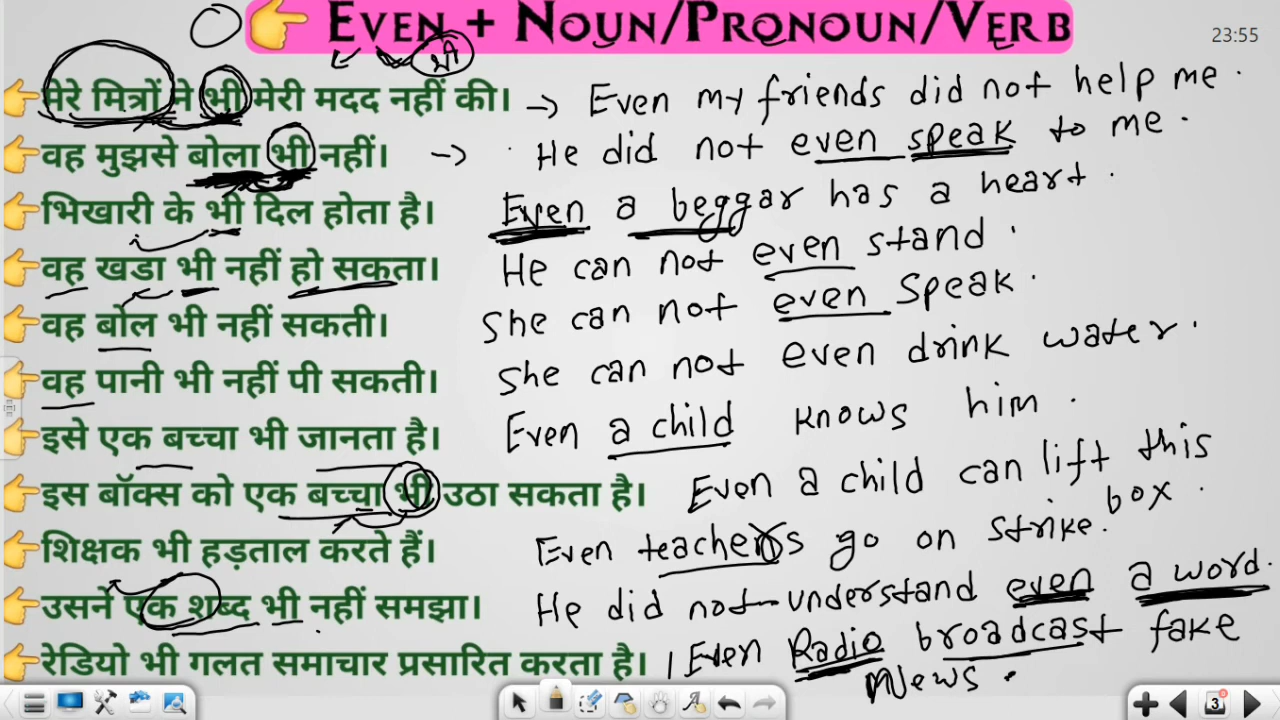 EVEN + NOUN/PRONOUN/VERB
23:55
भी
मेरे मित्रों ने भी मेरी मदद नहीं की। → Even my friends did not help me.
वह मुझसे बोला भी नहीं। → He did not even speak to me.
भिखारी के भी दिल होता है। Even a beggar has a heart.
वह खडा भी नहीं हो सकता। He can not even stand.
वह बोल भी नहीं सकती। She can not even speak.
वह पानी भी नहीं पी सकती। She can not even drink water.
इसे एक बच्चा भी जानता है। Even a child knows him.
इस बॉक्स को एक बच्चा भी उठा सकता है। Even a child can lift this box.
शिक्षक भी हड़ताल करते हैं। Even teachers go on strike.
उसने एक शब्द भी नहीं समझा। He did not understand even a word.
रेडियो भी गलत समाचार प्रसारित करता है। Even Radio broadcast fake News.
3